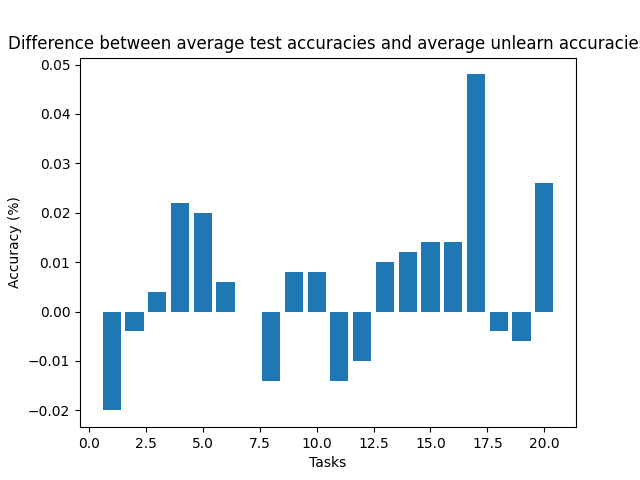 Difference between average test accuracies and average unlearn accuracies
0.05
0.04
0.03
0.02
0.01
0.00
−0.01
−0.02
Accuracy (%)
0.0 2.5 5.0 7.5 10.0 12.5 15.0 17.5 20.0
Tasks